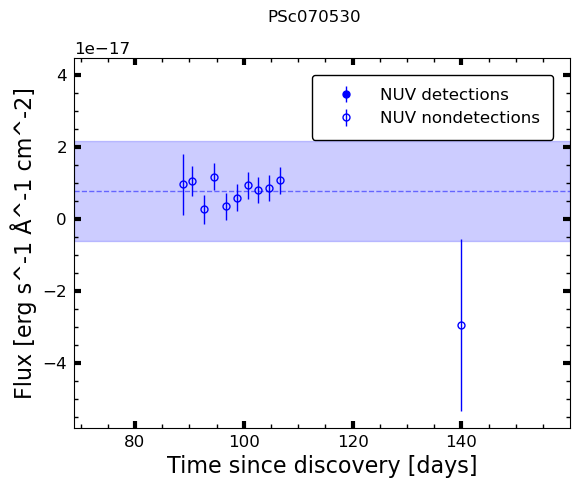 PSc070530
1e−17
NUV detections
NUV nondetections
4
2
0
−2
−4
Flux [erg s^-1 Å^-1 cm^-2]
80
100
120
140
Time since discovery [days]